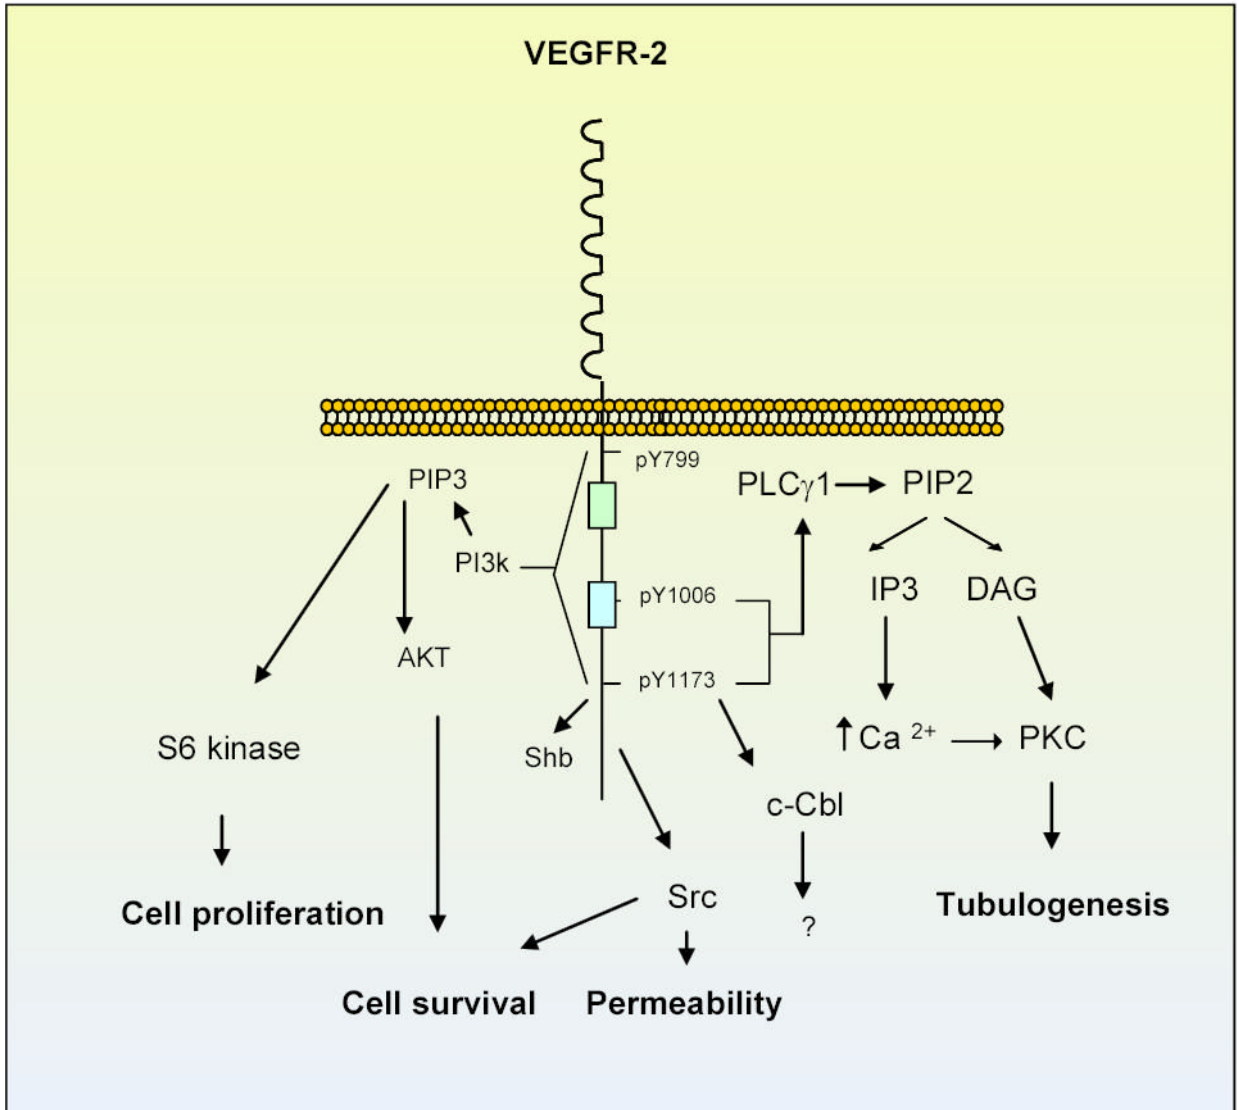 VEGFR-2
pY799
PIP3
PLCγ1
PIP2
PI3k
pY1006
IP3
DAG
AKT
pY1173
S6 kinase
Shb
Ca 2+
PKC
c-Cbl
Src
Cell proliferation
?
Tubulogenesis
Cell survival
Permeability